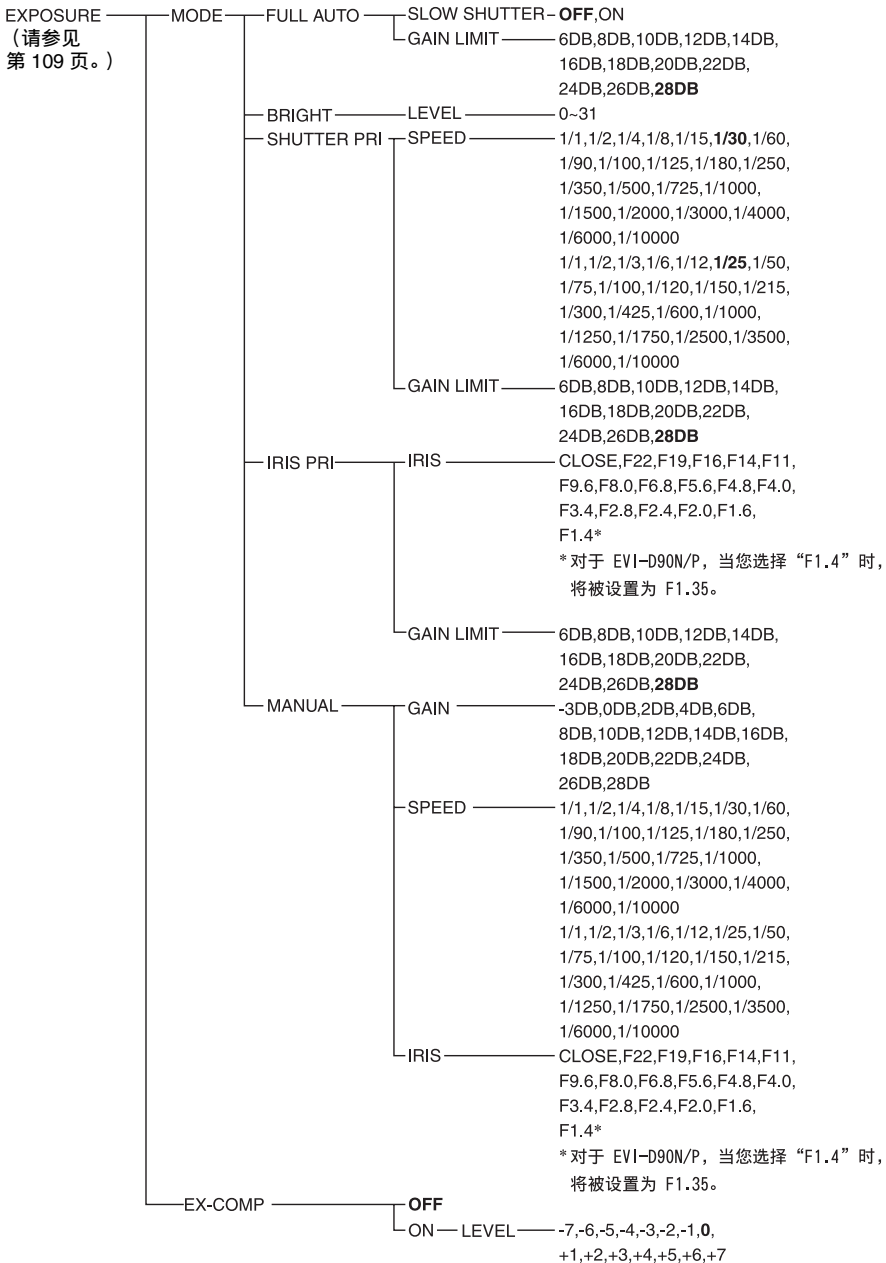 EXPOSURE MODE FULL AUTO SLOW SHUTTER OFF,ON
(请参见
第 109 页。)
GAIN LIMIT 6DB,8DB,10DB,12DB,14DB,
16DB,18DB,20DB,22DB,
24DB,26DB,28DB
BRIGHT LEVEL 0~31
SHUTTER PRI SPEED 1/1,1/2,1/4,1/8,1/15,1/30,1/60,
1/90,1/100,1/125,1/180,1/250,
1/350,1/500,1/725,1/1000,
1/1500,1/2000,1/3000,1/4000,
1/6000,1/10000
1/1,1/2,1/3,1/6,1/12,1/25,1/50,
1/75,1/100,1/120,1/150,1/215,
1/300,1/425,1/600,1/1000,
1/1250,1/1750,1/2500,1/3500,
1/6000,1/10000
GAIN LIMIT 6DB,8DB,10DB,12DB,14DB,
16DB,18DB,20DB,22DB,
24DB,26DB,28DB
IRIS PRI IRIS CLOSE,F22,F19,F16,F14,F11,
F9.6,F8.0,F6.8,F5.6,F4.8,F4.0,
F3.4,F2.8,F2.4,F2.0,F1.6,
F1.4*
*对于 EVI-D90N/P，当您选择“F1.4”时，
将被设置为 F1.35。
GAIN LIMIT 6DB,8DB,10DB,12DB,14DB,
16DB,18DB,20DB,22DB,
24DB,26DB,28DB
MANUAL GAIN -3DB,0DB,2DB,4DB,6DB,
8DB,10DB,12DB,14DB,16DB,
18DB,20DB,22DB,24DB,
26DB,28DB
SPEED 1/1,1/2,1/4,1/8,1/15,1/30,1/60,
1/90,1/100,1/125,1/180,1/250,
1/350,1/500,1/725,1/1000,
1/1500,1/2000,1/3000,1/4000,
1/6000,1/10000
1/1,1/2,1/3,1/6,1/12,1/25,1/50,
1/75,1/100,1/120,1/150,1/215,
1/300,1/425,1/600,1/1000,
1/1250,1/1750,1/2500,1/3500,
1/6000,1/10000
IRIS CLOSE,F22,F19,F16,F14,F11,
F9.6,F8.0,F6.8,F5.6,F4.8,F4.0,
F3.4,F2.8,F2.4,F2.0,F1.6,
F1.4*
*对于 EVI-D90N/P，当您选择“F1.4”时，
将被设置为 F1.35。
EX-COMP OFF
ON LEVEL -7,-6,-5,-4,-3,-2,-1,0,
+1,+2,+3,+4,+5,+6,+7